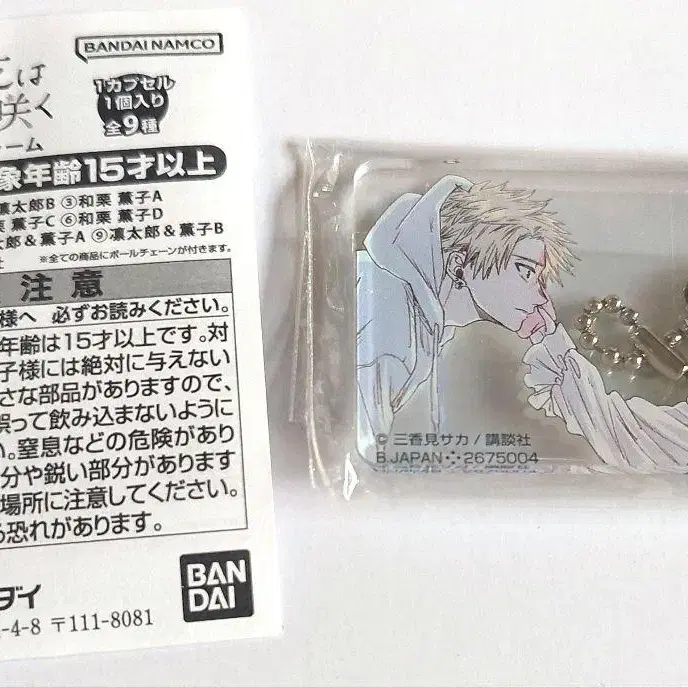 BANDAI NAMCO
は
咲く
ーム
1カプセル
1個入り
全9種
象年齢15才以上
凛太郎B ③和栗 薫子A
栗 薫子C ⑥和栗 薫子D
郎&薫子A ⑨凛太郎&薫子B
※全ての商品にボールチェーンが付きます。
注意
様へ 必ずお読みください。
年齢は15才以上です。対
子様には絶対に与えない
さな部品がありますので、
誤って飲み込まないように
い。窒息などの危険があり
分や鋭い部分があります
場所に注意してください。
る恐れがあります。
ダイ
-4-8 〒111-8081
BAN
DAI
© 三香見サカ / 講談社
B.JAPAN 2675004